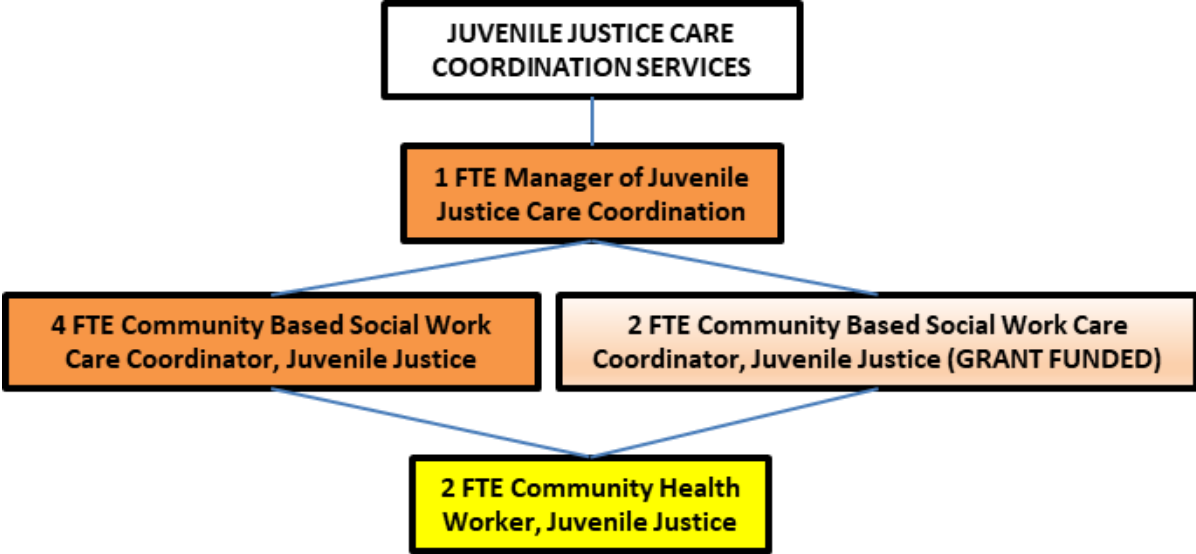 JUVENILE JUSTICE CARE
COORDINATION SERVICES
1 FTE Manager of Juvenile
Justice Care Coordination
4 FTE Community Based Social Work
Care Coordinator, Juvenile Justice
2 FTE Community Based Social Work Care
Coordinator, Juvenile Justice (GRANT FUNDED)
2 FTE Community Health
Worker, Juvenile Justice